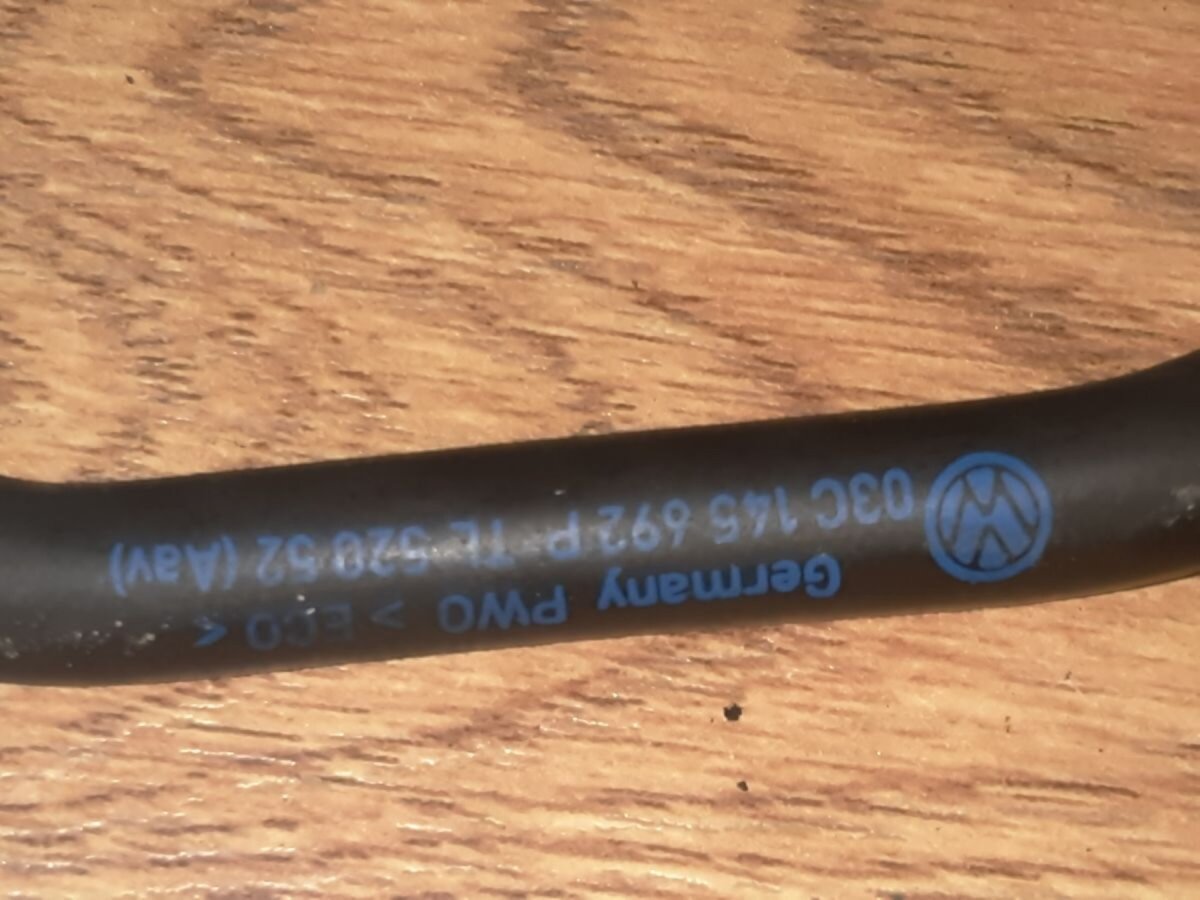 03C 145 692 P TL 520 52 (Aav)
Germany PWO > ECO <